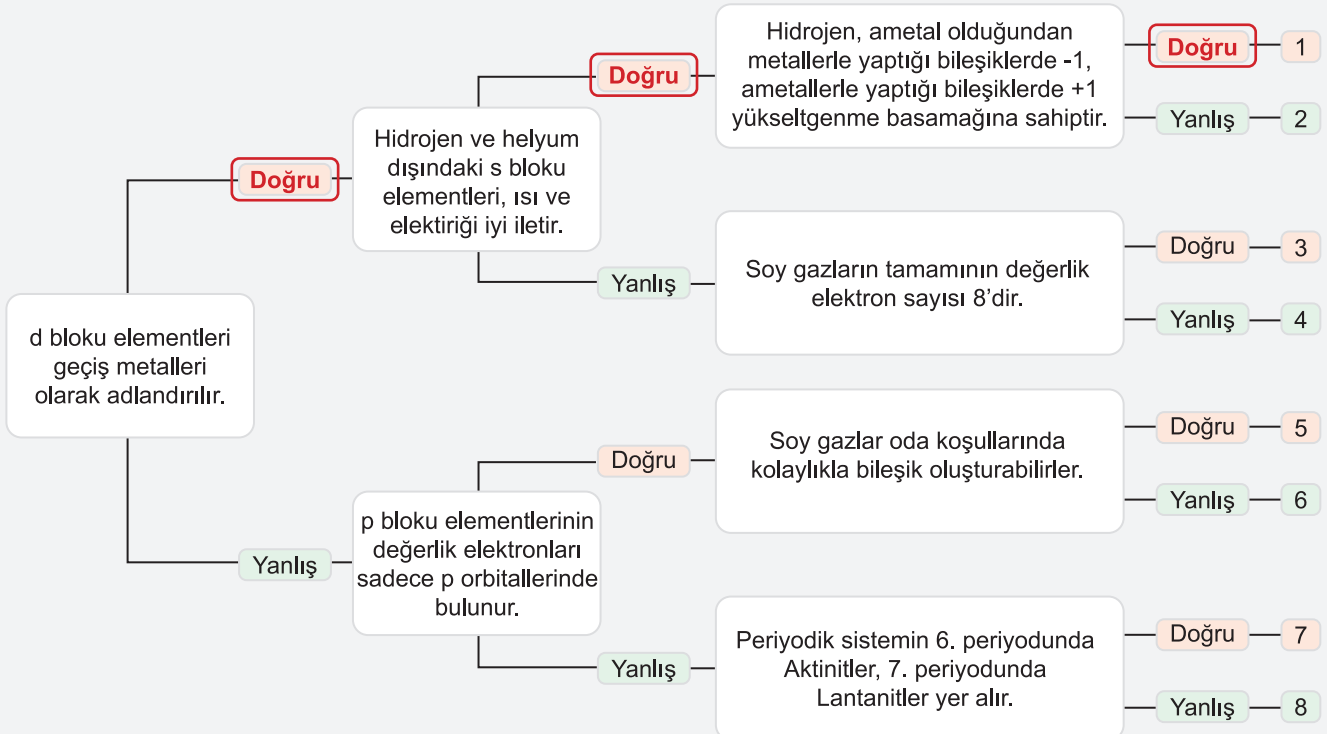 d bloku elementleri
geçiş metalleri
olarak adlandırılır.
Doğru
Hidrojen ve helyum
dışındaki s bloku
elementleri, ısı ve
elektiriği iyi iletir.
Doğru
Hidrojen, ametal olduğundan
metallerle yaptığı bileşiklerde -1,
ametallerle yaptığı bileşiklerde +1
yükseltgenme basamağına sahiptir.
Doğru 1
Yanlış 2
Yanlış
Soy gazların tamamının değerlik
elektron sayısı 8’dir.
Doğru 3
Yanlış 4
Yanlış
p bloku elementlerinin
değerlik elektronları
sadece p orbitallerinde
bulunur.
Doğru
Soy gazlar oda koşullarında
kolaylıkla bileşik oluşturabilirler.
Doğru 5
Yanlış 6
Yanlış
Periyodik sistemin 6. periyodunda
Aktinitler, 7. periyodunda
Lantanitler yer alır.
Doğru 7
Yanlış 8